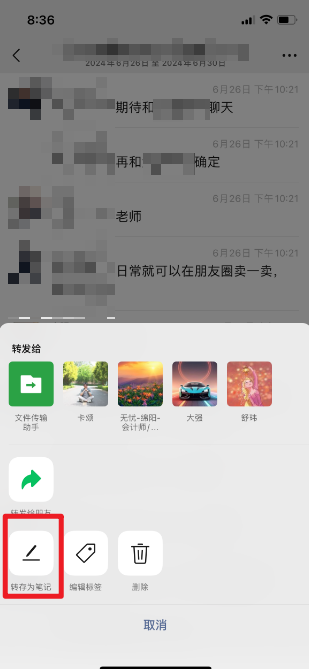 8:36
2024年6月26日 至 2024年6月30日
6月26日 下午10:21
期待和 聊天
6月26日 下午10:21
再和 确定
6月26日 下午10:21
老师
6月26日 下午10:21
日常就可以在朋友圈卖一卖,
转发给
文件传输助手
卡颂
无忧-绵阳-会计师/...
大强
舒玮
转发给朋友
转存为笔记
编辑标签
删除
取消